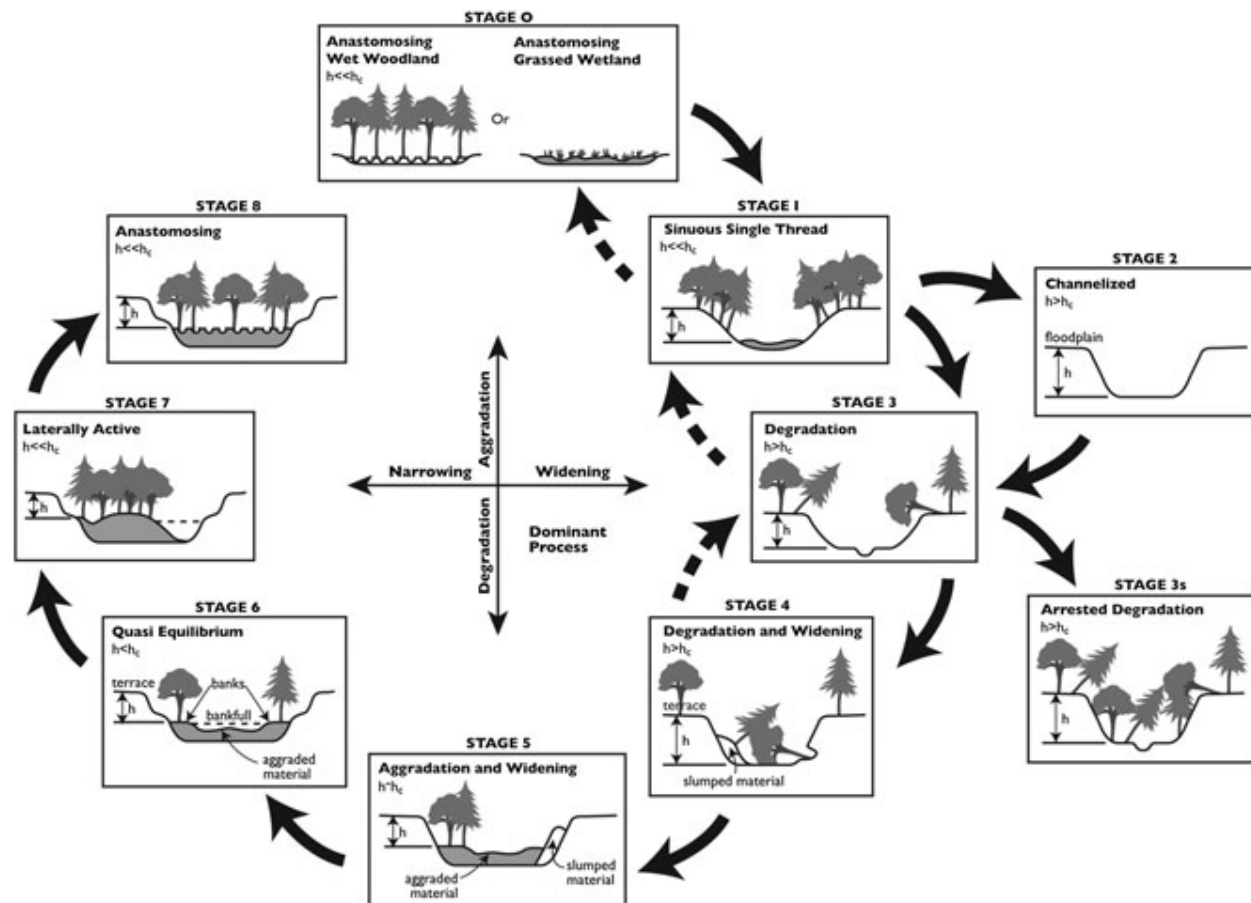 STAGE 0
Anastomosing
Wet Woodland
h<<hc
Or
Anastomosing
Grassed Wetland
STAGE 1
Sinuous Single Thread
h<<hc
h
STAGE 2
Channelized
h>hc
floodplain
h
STAGE 3
Degradation
h>hc
h
STAGE 3s
Arrested Degradation
h>hc
h
STAGE 4
Degradation and Widening
h>hc
terrace
h
slumped material
STAGE 5
Aggradation and Widening
h~hc
h
aggraded
material
slumped
material
STAGE 6
Quasi Equilibrium
h<hc
terrace
banks
h
bankfull
aggraded
material
STAGE 7
Laterally Active
h<<hc
h
STAGE 8
Anastomosing
h<<hc
h
Aggradation
Narrowing
Widening
Degradation
Dominant
Process